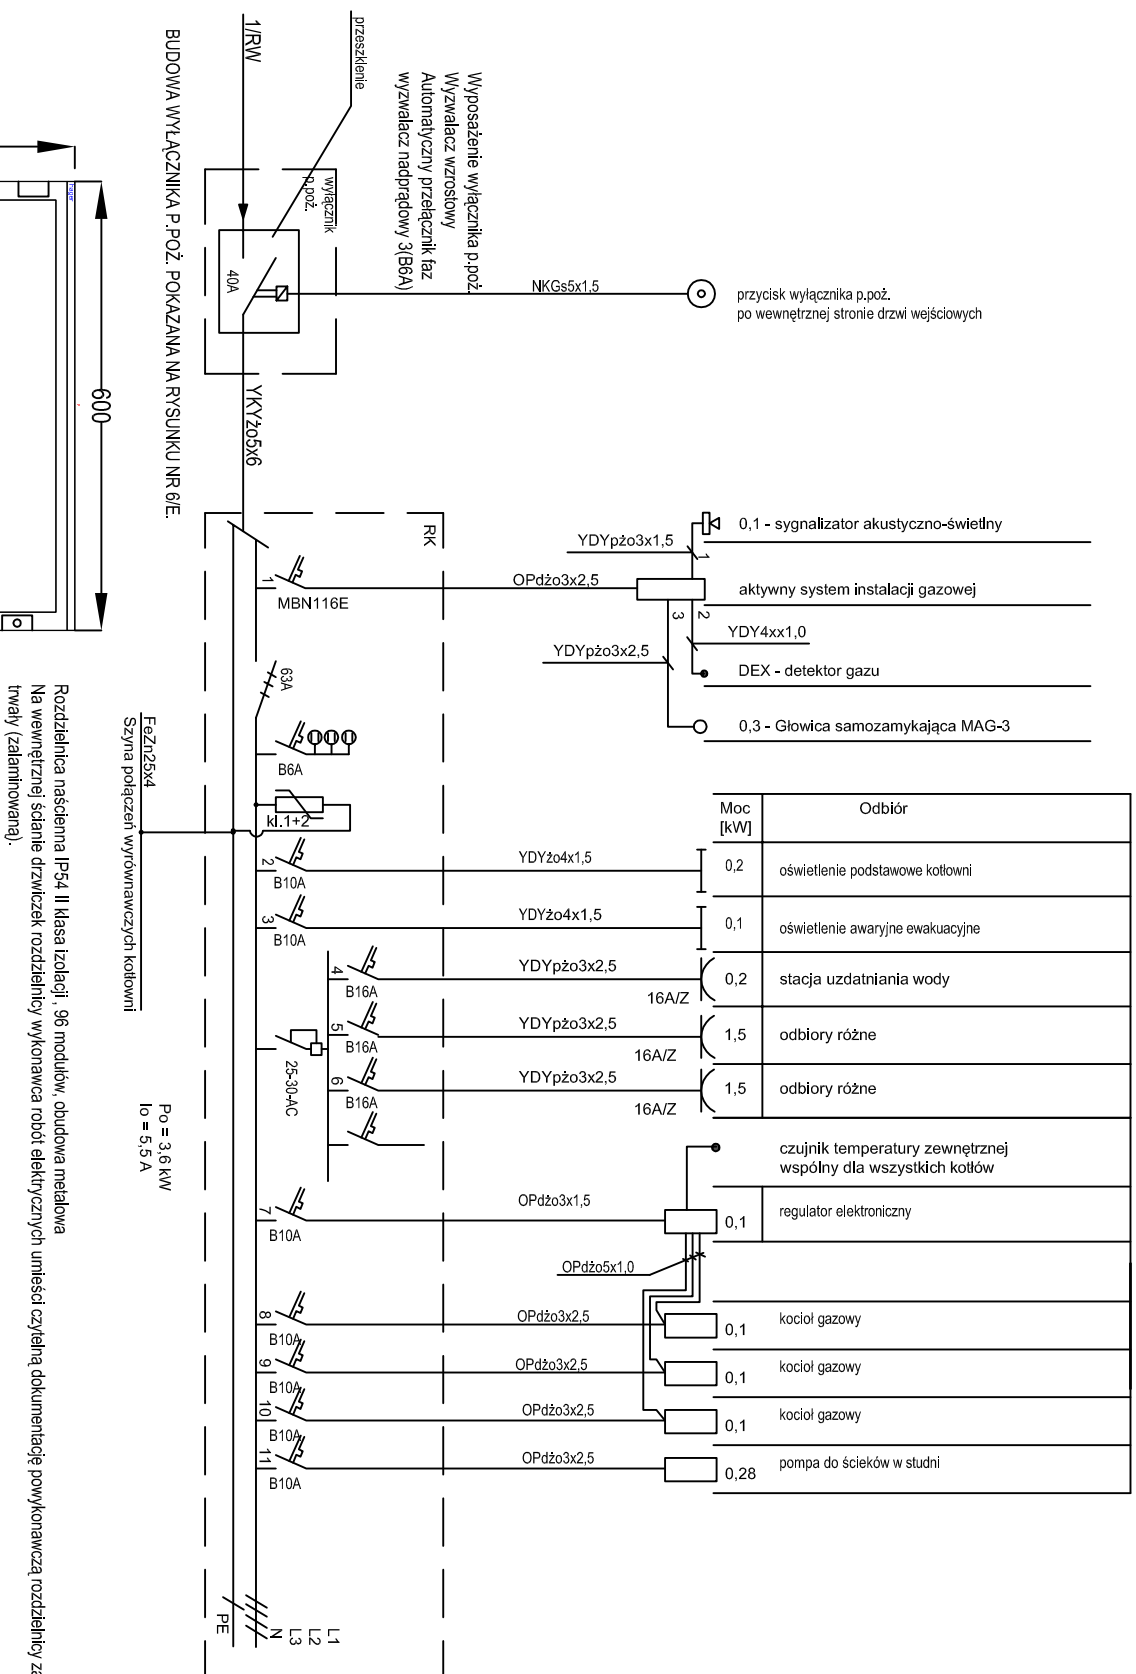 1/RW
przeszklenie
BUDOWA WYŁĄCZNIKA P.POŻ. POKAZANA NA RYSUNKU NR 6/E.
Wyposażenie wyłącznika p.poż.
Wyzwalacz wzrostowy
Automatyczny przełącznik faz
wyzwalacz nadprądowy 3(B6A)
wyłącznik
p.poż.
40A
NKGs5x1,5
przycisk wyłącznika p.poż.
po wewnętrznej stronie drzwi wejściowych
hager
600
YKYżo5x6
RK
0,1 - sygnalizator akustyczno-świetlny
YDYpżo3x1,5
1
1
MBN116E
OPdżo3x2,5
aktywny system instalacji gazowej
3
2
YDY4xx1,0
YDYpżo3x2,5
DEX - detektor gazu
0,3 - Głowica samozamykająca MAG-3
63A
B6A
kl.1+2
FeZn25x4
Szyna połączeń wyrównawczych kotłowni
Moc
[kW]
Odbiór
2
B10A
YDYżo4x1,5
0,2
oświetlenie podstawowe kotłowni
3
B10A
YDYżo4x1,5
0,1
oświetlenie awaryjne ewakuacyjne
4
B16A
YDYpżo3x2,5
16A/Z
0,2
stacja uzdatniania wody
5
B16A
YDYpżo3x2,5
16A/Z
1,5
odbiory różne
25-30-AC
6
B16A
YDYpżo3x2,5
16A/Z
1,5
odbiory różne
czujnik temperatury zewnętrznej
wspólny dla wszystkich kotłów
7
B10A
OPdżo3x1,5
0,1
regulator elektroniczny
OPdżo5x1,0
8
B10A
OPdżo3x2,5
0,1
kocioł gazowy
9
B10A
OPdżo3x2,5
0,1
kocioł gazowy
10
B10A
OPdżo3x2,5
0,1
kocioł gazowy
11
B10A
OPdżo3x2,5
0,28
pompa do ścieków w studni
Po = 3,6 kW
Io = 5,5 A
Rozdzielnica naścienna IP54 II klasa izolacji , 96 modułów, obudowa metalowa
Na wewnętrznej ścianie drzwiczek rozdzielnicy wykonawca robót elektrycznych umieści czytelną dokumentację powykonawczą rozdzielnicy za
trwały (zalaminowaną).
L1
L2
L3
N
PE